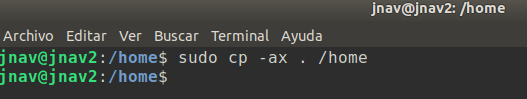 jnav@jnav2: /home
Archivo Editar Ver Buscar Terminal Ayuda
jnav@jnav2:/home$ sudo cp -ax . /home
jnav@jnav2:/home$